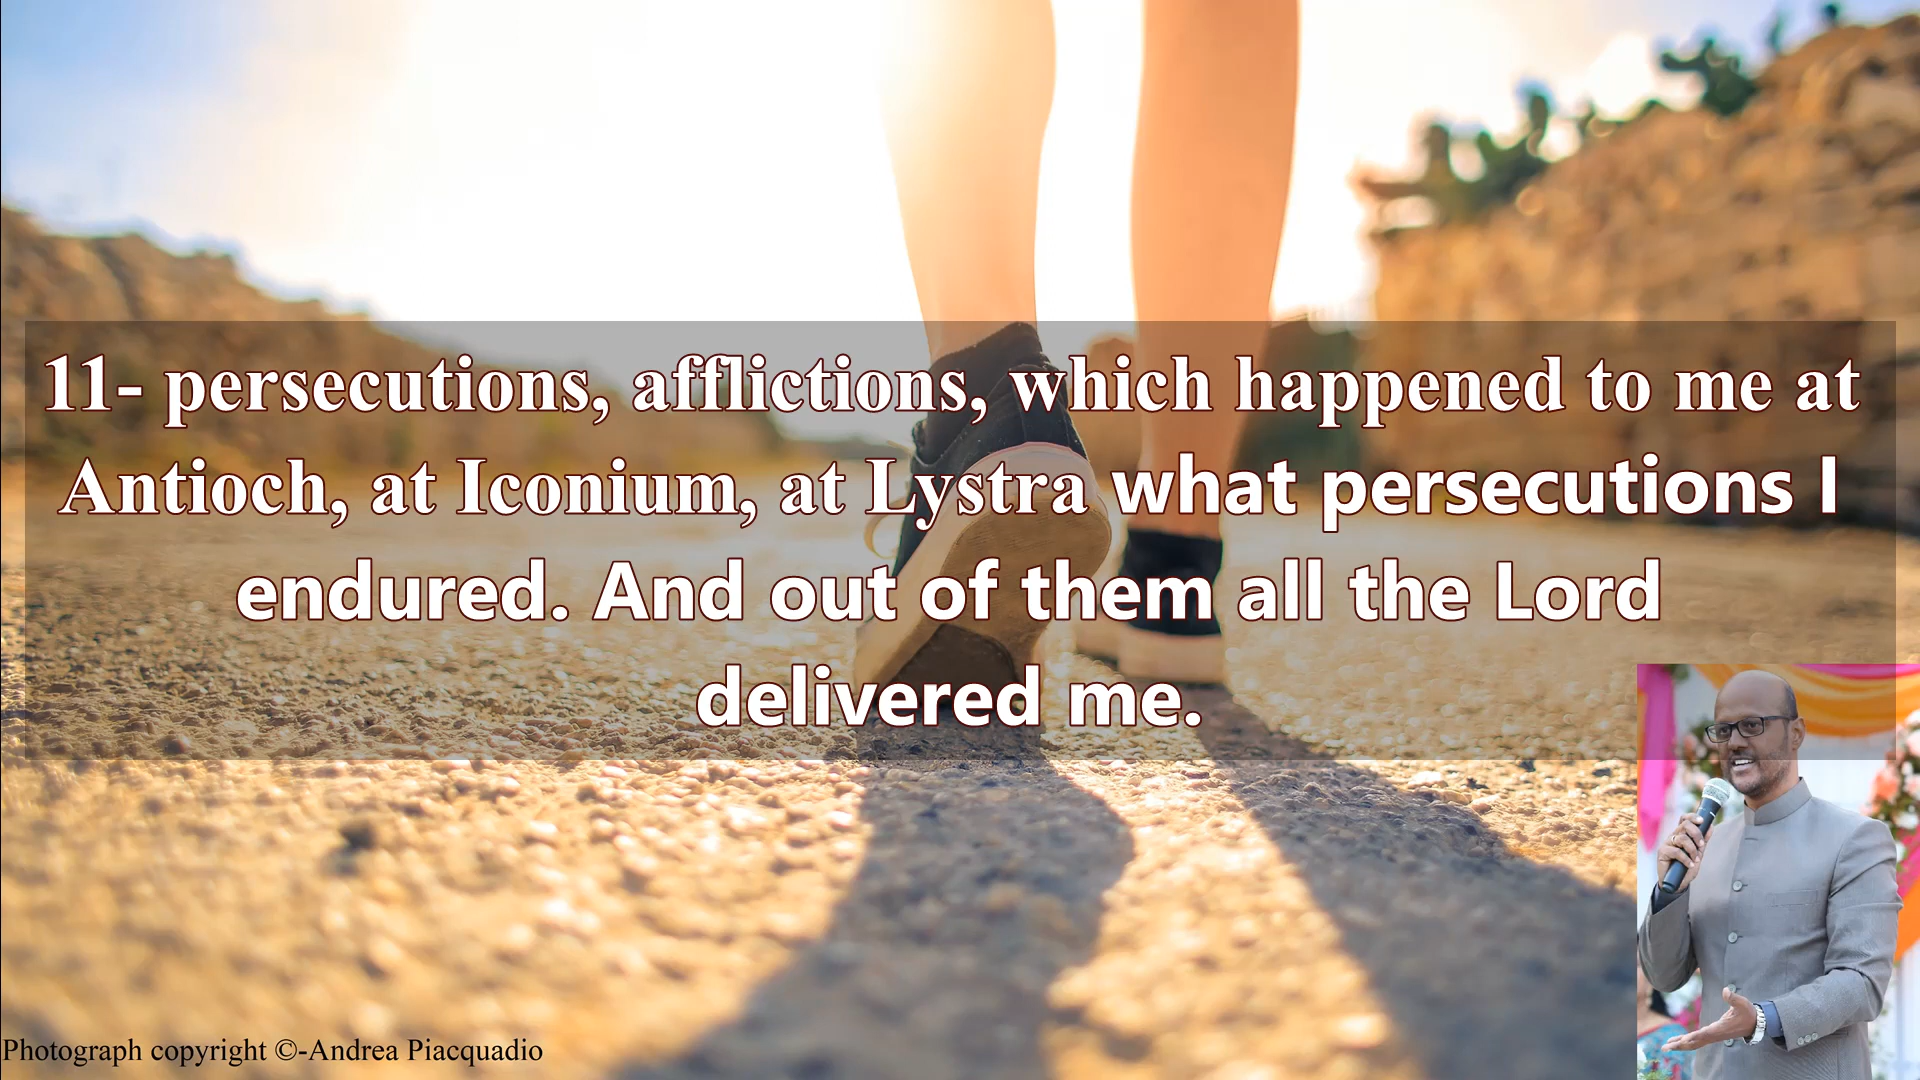 11- persecutions, afflictions, which happened to me at
Antioch, at Iconium, at Lystra what persecutions I
endured. And out of them all the Lord
delivered me.
Photograph copyright ©-Andrea Piacquadio